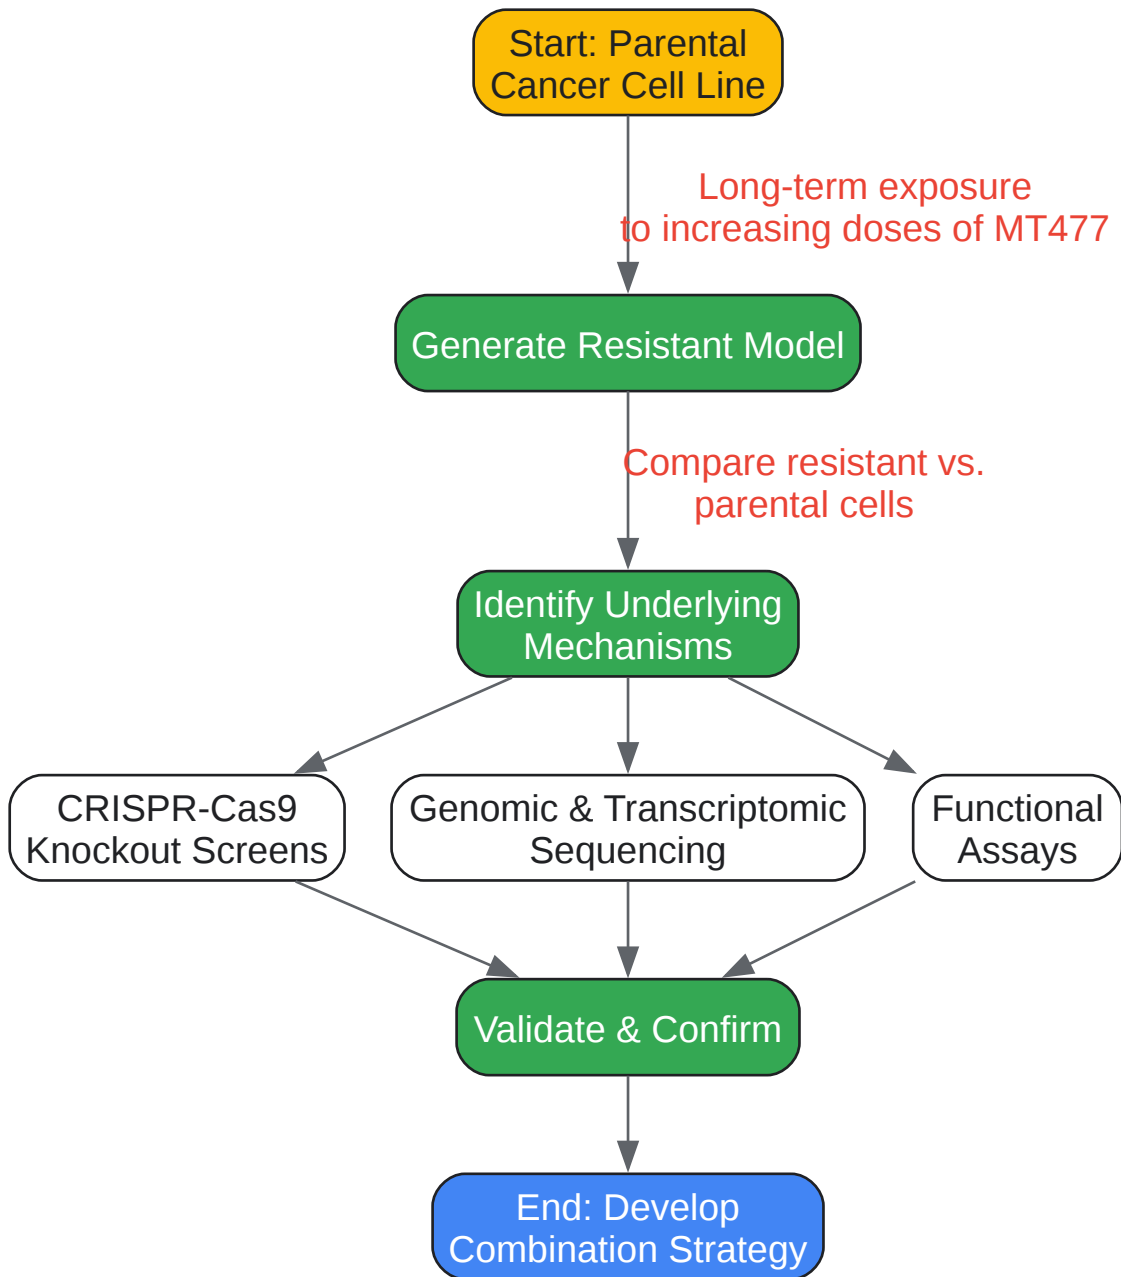 Start: Parental
Cancer Cell Line
Long-term exposure
to increasing doses of MT477
Generate Resistant Model
Compare resistant vs.
parental cells
Identify Underlying
Mechanisms
CRISPR-Cas9
Knockout Screens
Genomic & Transcriptomic
Sequencing
Functional
Assays
Validate & Confirm
End: Develop
Combination Strategy